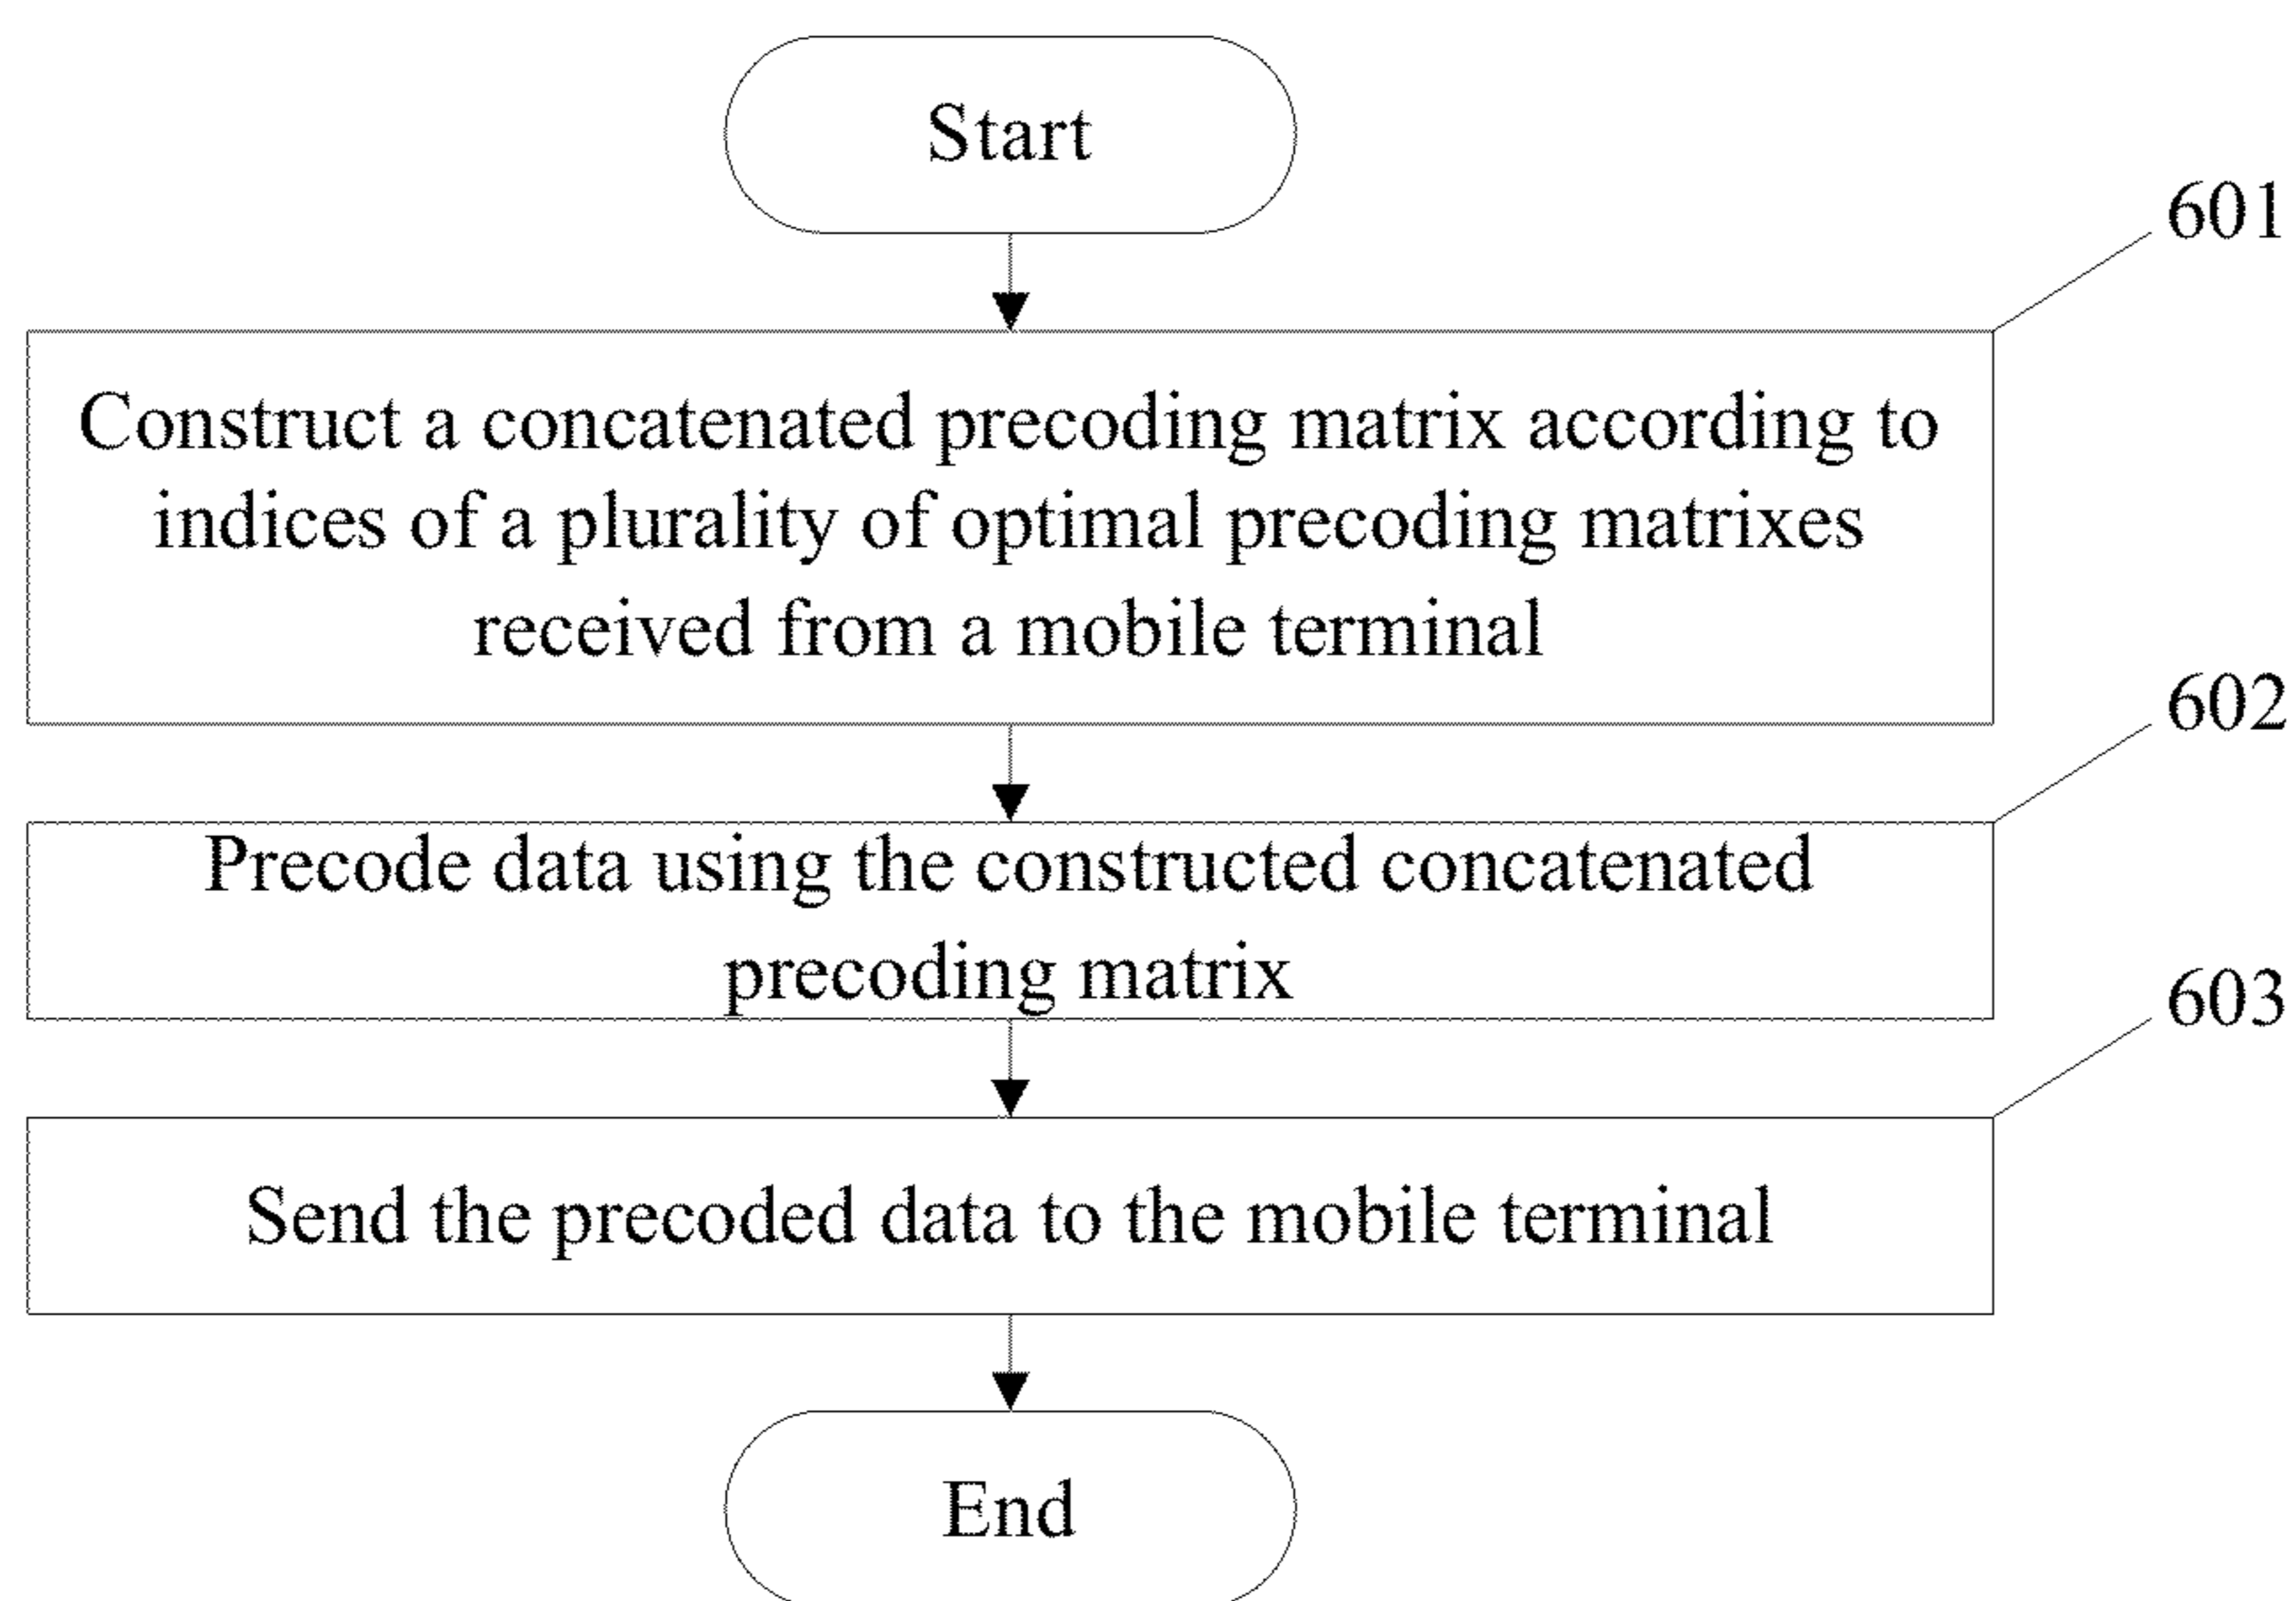 Start
601
Construct a concatenated precoding matrix according to
indices of a plurality of optimal precoding matrixes
received from a mobile terminal
602
Precode data using the constructed concatenated
precoding matrix
603
Send the precoded data to the mobile terminal
End